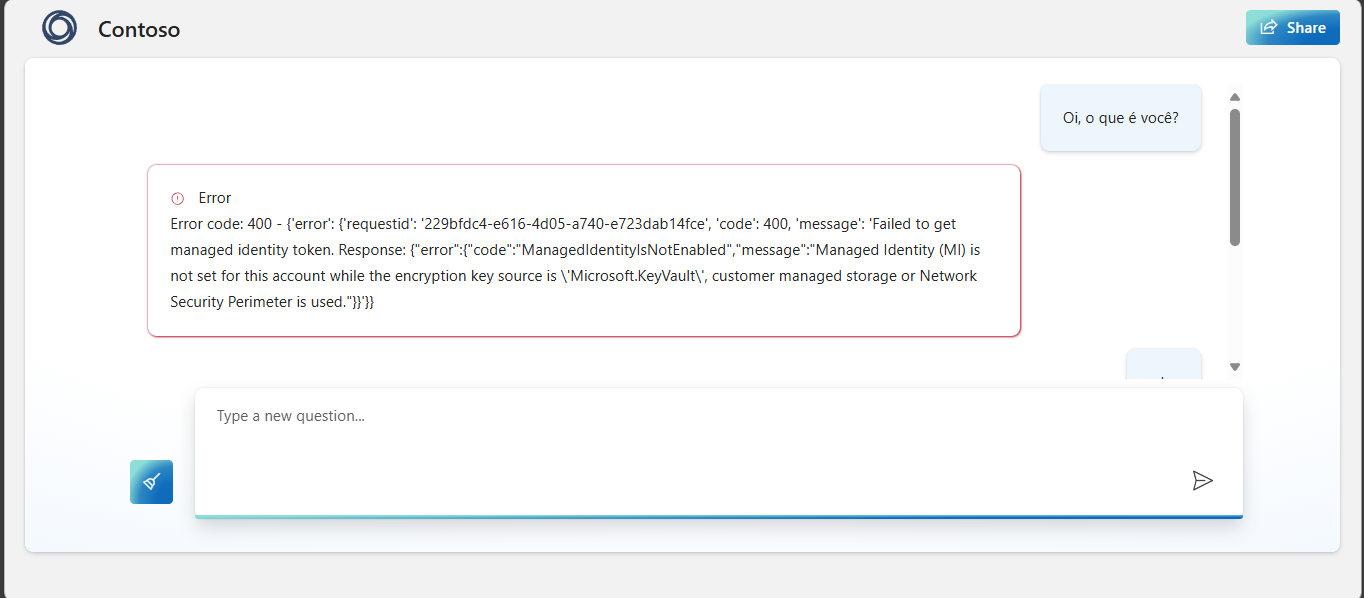 Contoso
Share
Oi, o que é você?
Error
Error code: 400 - {'error': {'requestid': '229bfdc4-e616-4d05-a740-e723dab14fce', 'code': 400, 'message': 'Failed to get
managed identity token. Response: {"error":{"code":"ManagedIdentityIsNotEnabled","message":"Managed Identity (MI) is
not set for this account while the encryption key source is \'Microsoft.KeyVault\', customer managed storage or Network
Security Perimeter is used."}}'}}
Type a new question...